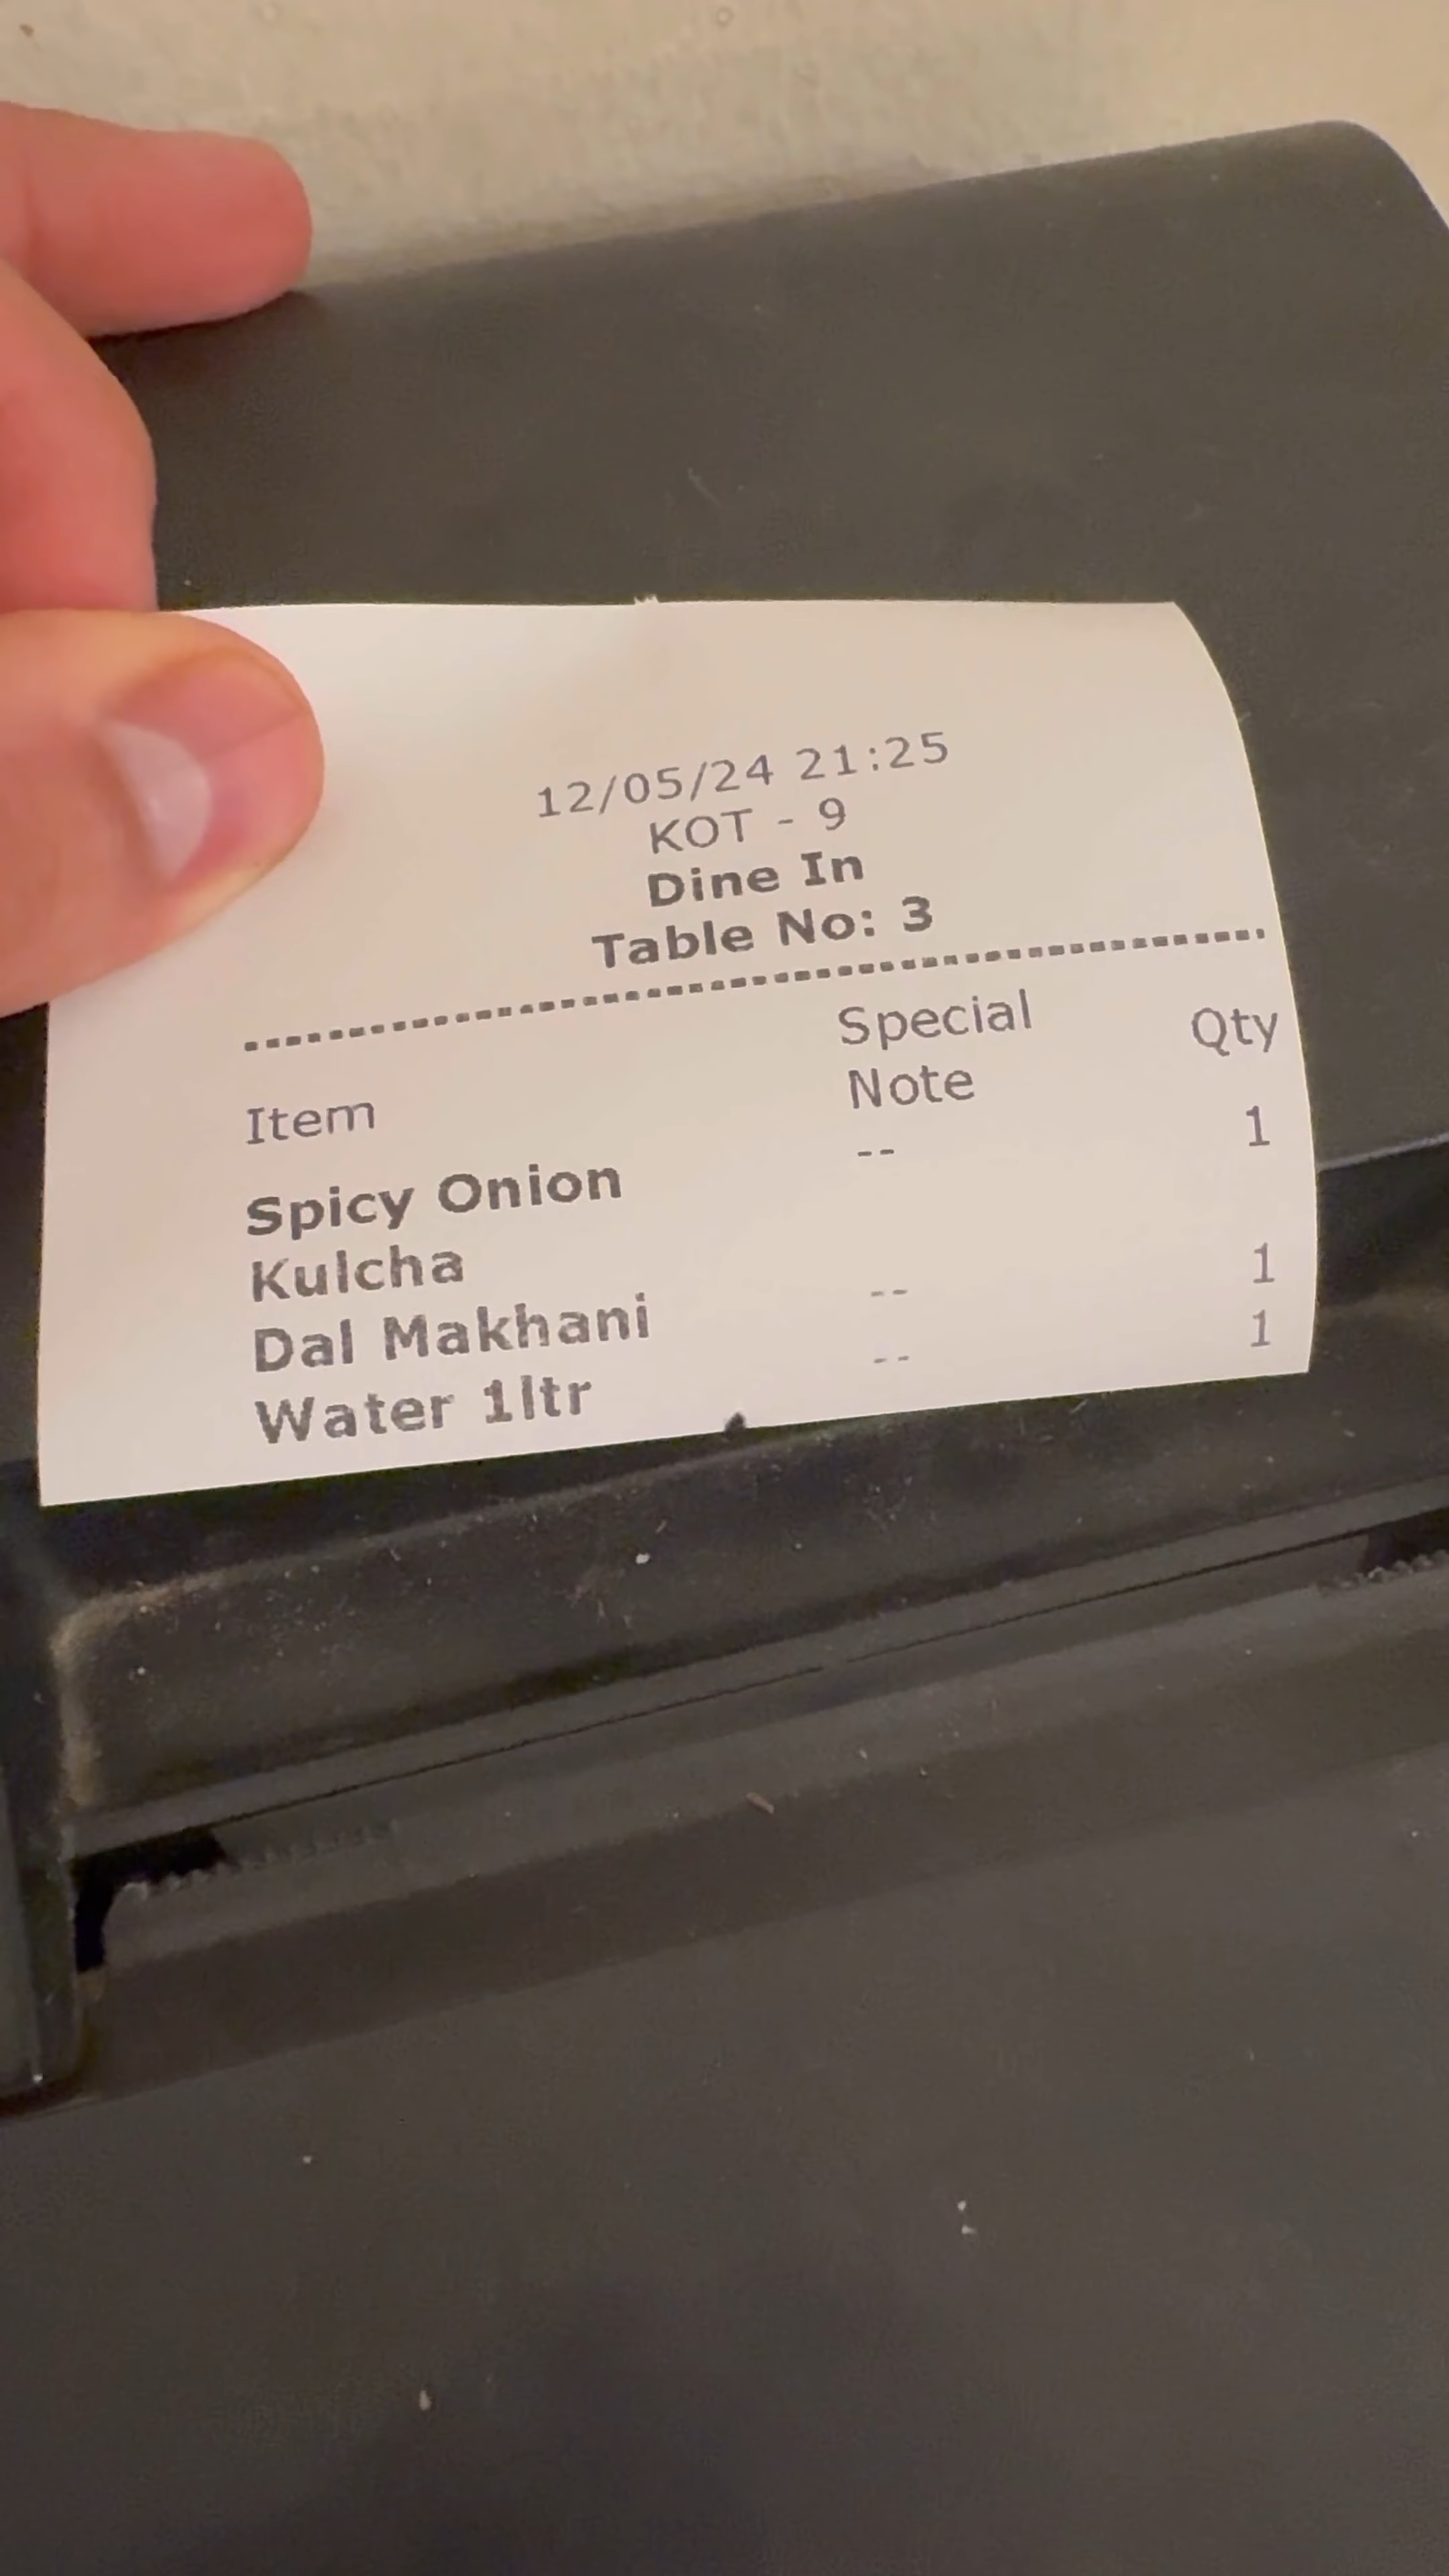 12/05/24 21:25
KOT - 9
Dine In
Table No: 3
Special
Item Note Qty
Spicy Onion -- 1
Kulcha
Dal Makhani -- 1
Water 1ltr -- 1